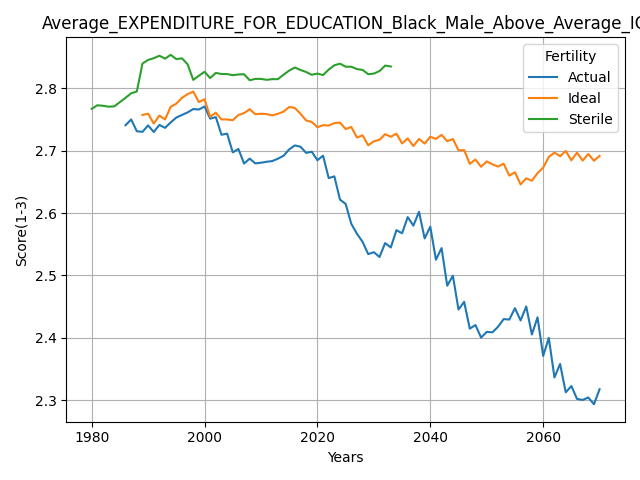 Average_EXPENDITURE_FOR_EDUCATION_Black_Male_Above_Average_IQ
Fertility
Actual
Ideal
Sterile
Score(1-3)
2.8
2.7
2.6
2.5
2.4
2.3
1980 2000 2020 2040 2060
Years